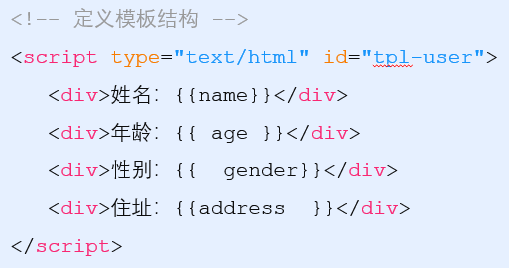 <!-- 定义模板结构 -->
<script type="text/html" id="tpl-user">
   <div>姓名：{{name}}</div>
   <div>年龄：{{ age }}</div>
   <div>性别：{{  gender}}</div>
   <div>住址：{{address  }}</div>
</script>